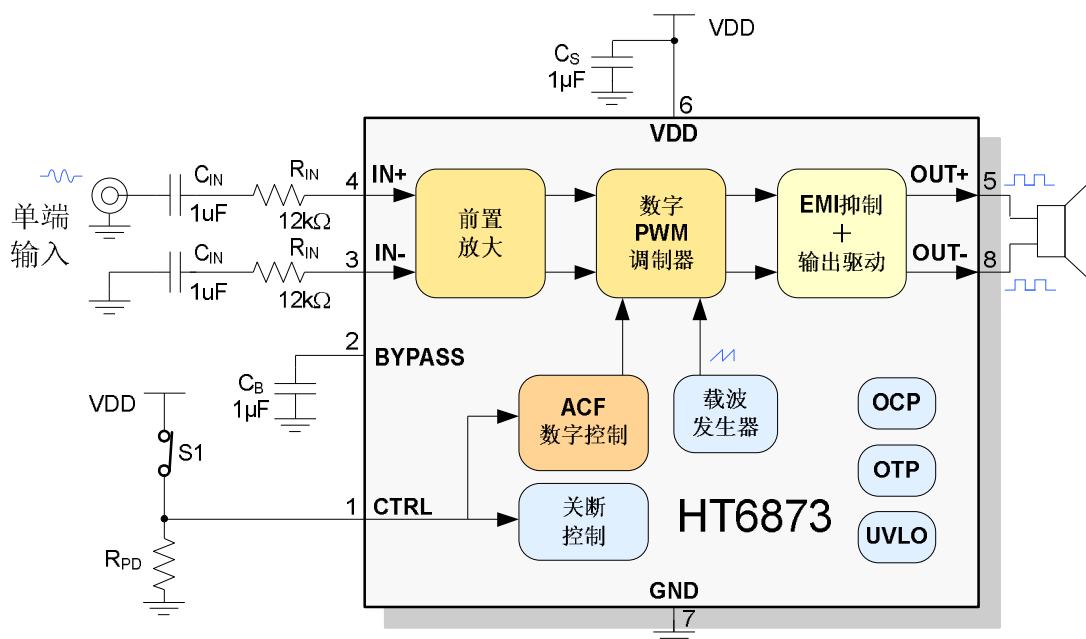 VDD
CS
1μF
6
VDD
CIN
1uF
RIN
12kΩ
4
IN+
单端
输入
CIN
1uF
RIN
12kΩ
3
IN-
前置
放大
数字
PWM
调制器
EMI抑制
+
输出驱动
OUT+
5
OUT-
8
2
BYPASS
CB
1μF
VDD
S1
1
CTRL
RPD
ACF
数字控制
载波
发生器
关断
控制
OCP
OTP
UVLO
HT6873
GND
7